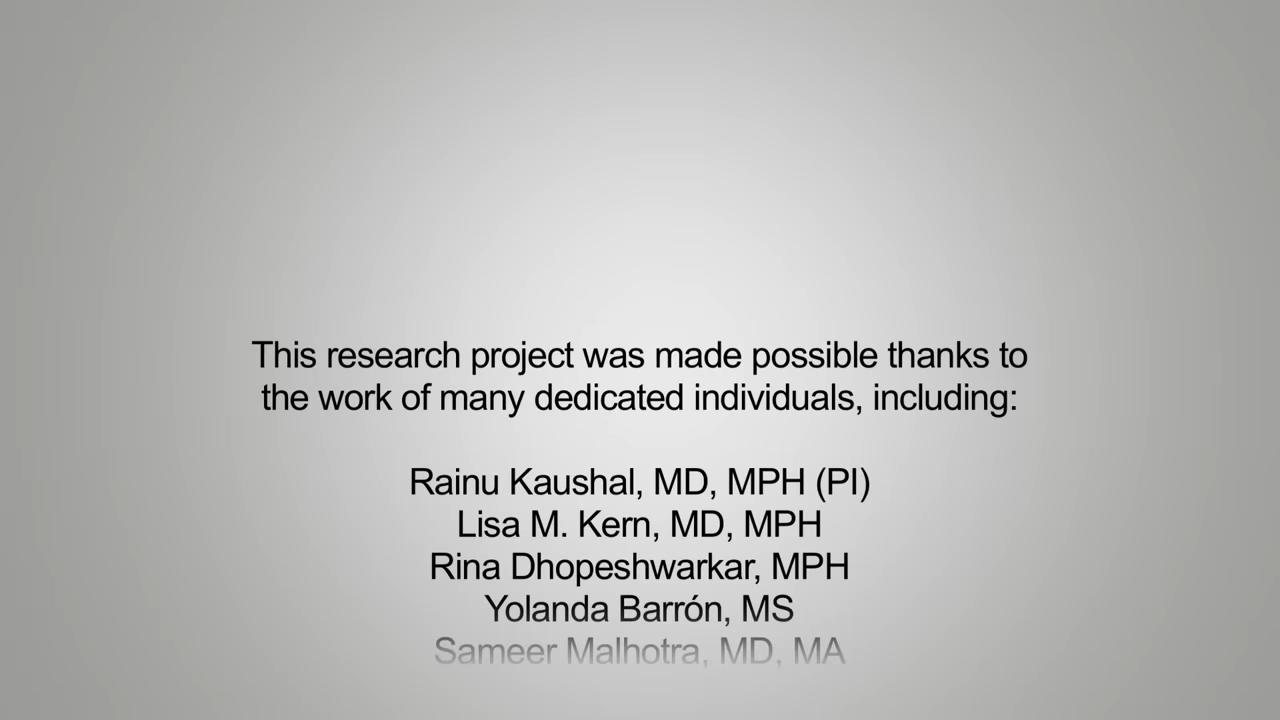 This research project was made possible thanks to
the work of many dedicated individuals, including:
Rainu Kaushal, MD, MPH (PI)
Lisa M. Kern, MD, MPH
Rina Dhopeshwarkar, MPH
Yolanda Barrón, MS
Sameer Malhotra, MD, MA